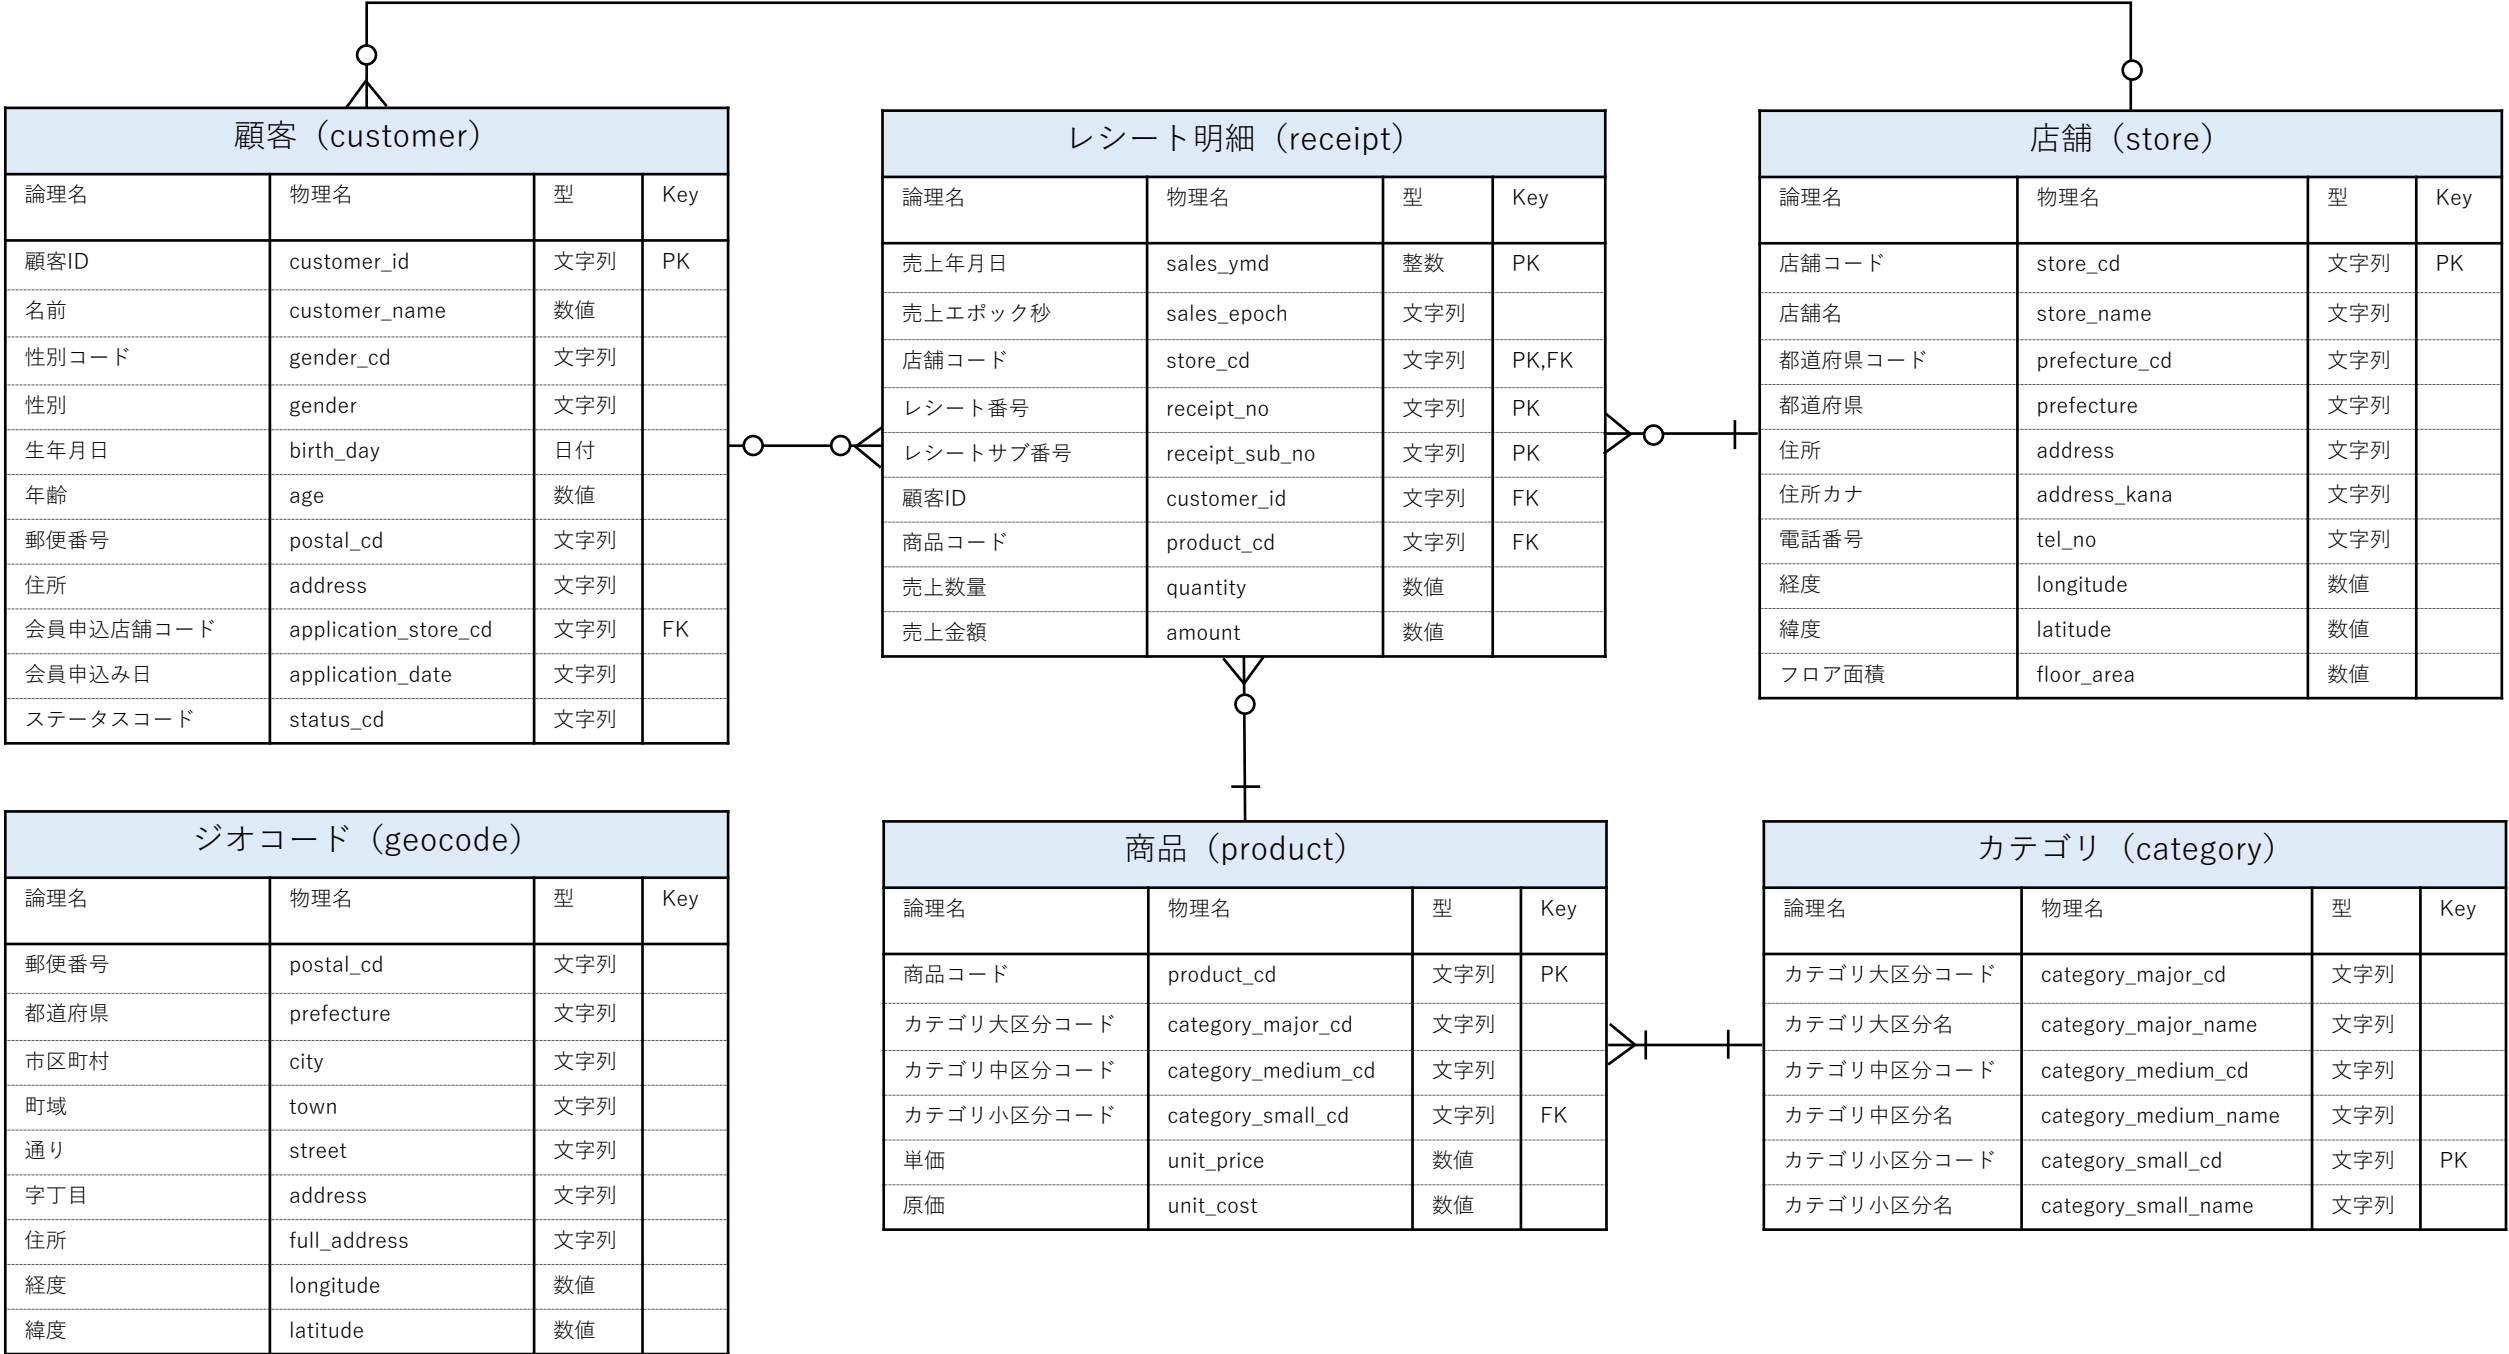 顧客（customer）
論理名 物理名 型 Key
顧客ID customer_id 文字列 PK
名前 customer_name 数値
性別コード gender_cd 文字列
性別 gender 文字列
生年月日 birth_day 日付
年齢 age 数値
郵便番号 postal_cd 文字列
住所 address 文字列
会員申込店舗コード application_store_cd 文字列 FK
会員申込み日 application_date 文字列
ステータスコード status_cd 文字列
レシート明細（receipt）
論理名 物理名 型 Key
売上年月日 sales_ymd 整数 PK
売上エポック秒 sales_epoch 文字列
店舗コード store_cd 文字列 PK,FK
レシート番号 receipt_no 文字列 PK
レシートサブ番号 receipt_sub_no 文字列 PK
顧客ID customer_id 文字列 FK
商品コード product_cd 文字列 FK
売上数量 quantity 数値
売上金額 amount 数値
店舗（store）
論理名 物理名 型 Key
店舗コード store_cd 文字列 PK
店舗名 store_name 文字列
都道府県コード prefecture_cd 文字列
都道府県 prefecture 文字列
住所 address 文字列
住所カナ address_kana 文字列
電話番号 tel_no 文字列
経度 longitude 数値
緯度 latitude 数値
フロア面積 floor_area 数値
ジオコード（geocode）
論理名 物理名 型 Key
郵便番号 postal_cd 文字列
都道府県 prefecture 文字列
市区町村 city 文字列
町域 town 文字列
通り street 文字列
字丁目 address 文字列
住所 full_address 文字列
経度 longitude 数値
緯度 latitude 数値
商品（product）
論理名 物理名 型 Key
商品コード product_cd 文字列 PK
カテゴリ大区分コード category_major_cd 文字列
カテゴリ中区分コード category_medium_cd 文字列
カテゴリ小区分コード category_small_cd 文字列 FK
単価 unit_price 数値
原価 unit_cost 数値
カテゴリ（category）
論理名 物理名 型 Key
カテゴリ大区分コード category_major_cd 文字列
カテゴリ大区分名 category_major_name 文字列
カテゴリ中区分コード category_medium_cd 文字列
カテゴリ中区分名 category_medium_name 文字列
カテゴリ小区分コード category_small_cd 文字列 PK
カテゴリ小区分名 category_small_name 文字列